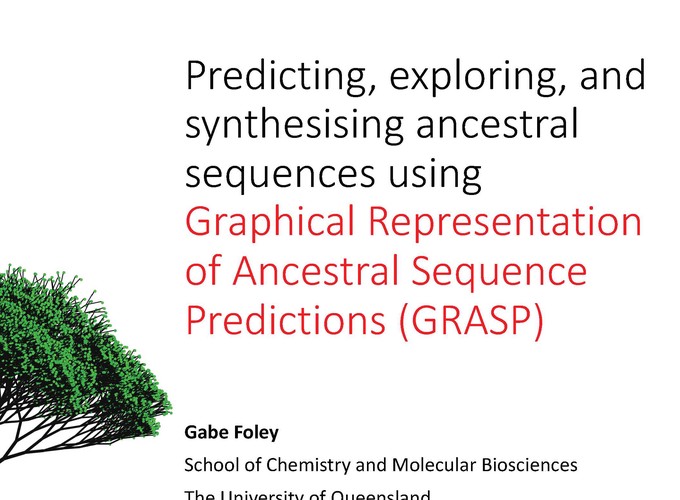 Predicting, exploring, and
synthesising ancestral
sequences using
Graphical Representation
of Ancestral Sequence
Predictions (GRASP)
Gabe Foley
School of Chemistry and Molecular Biosciences
The University of Queensland